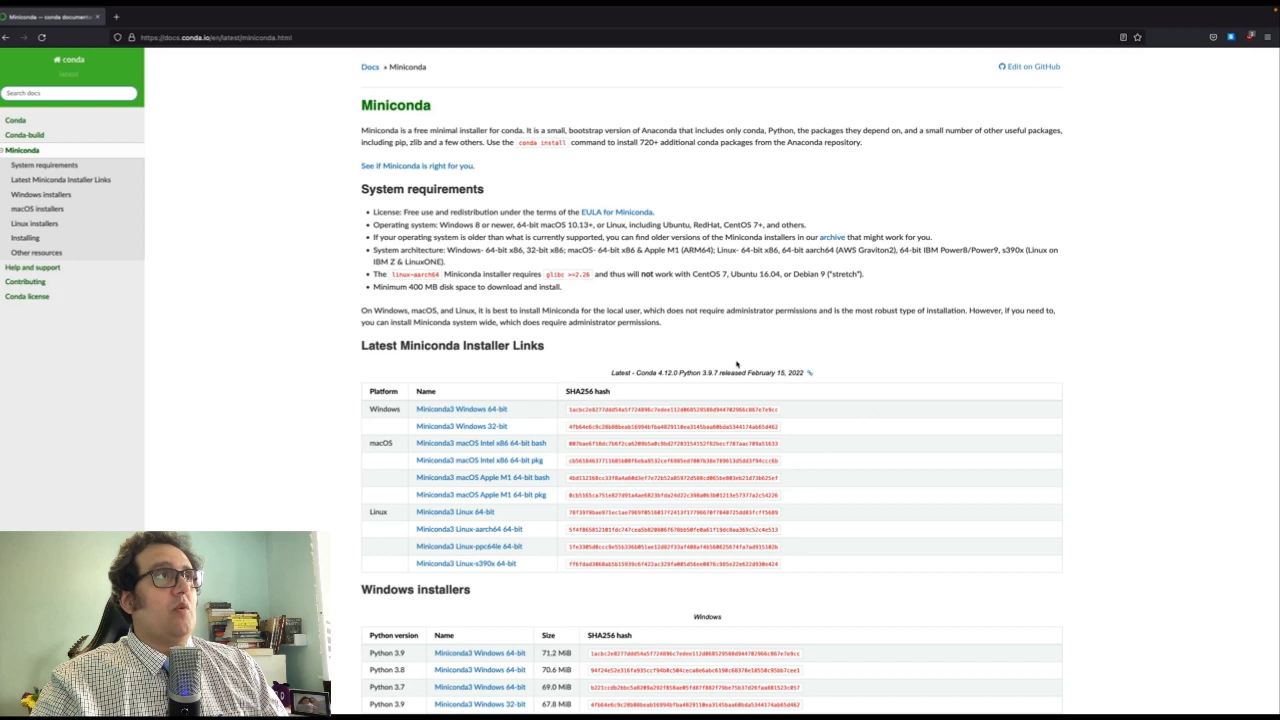 Miniconda — conda documenta
https://docs.conda.io/en/latest/miniconda.html
conda
latest
Search docs
Conda
Conda-build
Miniconda
System requirements
Latest Miniconda Installer Links
Windows installers
macOS installers
Linux installers
Installing
Other resources
Help and support
Contributing
Conda license
Docs » Miniconda
Edit on GitHub
Miniconda
Miniconda is a free minimal installer for conda. It is a small, bootstrap version of Anaconda that includes only conda, Python, the packages they depend on, and a small number of other useful packages,
including pip, zlib and a few others. Use the conda install command to install 720+ additional conda packages from the Anaconda repository.
See if Miniconda is right for you.
System requirements
• License: Free use and redistribution under the terms of the EULA for Miniconda.
• Operating system: Windows 8 or newer, 64-bit macOS 10.13+, or Linux, including Ubuntu, RedHat, CentOS 7+, and others.
• If your operating system is older than what is currently supported, you can find older versions of the Miniconda installers in our archive that might work for you.
• System architecture: Windows- 64-bit x86, 32-bit x86; macOS- 64-bit x86 & Apple M1 (ARM64); Linux- 64-bit x86, 64-bit aarch64 (AWS Graviton2), 64-bit IBM Power8/Power9, s390x (Linux on
IBM Z & LinuxONE).
• The linux-aarch64 Miniconda installer requires glibc >=2.26 and thus will not work with CentOS 7, Ubuntu 16.04, or Debian 9 (“stretch”).
• Minimum 400 MB disk space to download and install.
On Windows, macOS, and Linux, it is best to install Miniconda for the local user, which does not require administrator permissions and is the most robust type of installation. However, if you need to,
you can install Miniconda system wide, which does require administrator permissions.
Latest Miniconda Installer Links
Latest - Conda 4.12.0 Python 3.9.7 released February 15, 2022
Platform Name SHA256 hash
Windows Miniconda3 Windows 64-bit
Miniconda3 Windows 32-bit
macOS Miniconda3 macOS Intel x86 64-bit bash
Miniconda3 macOS Intel x86 64-bit pkg
Miniconda3 macOS Apple M1 64-bit bash
Miniconda3 macOS Apple M1 64-bit pkg
Linux Miniconda3 Linux 64-bit
Miniconda3 Linux-aarch64 64-bit
Miniconda3 Linux-ppc64le 64-bit
Miniconda3 Linux-s390x 64-bit
Windows installers
Windows
Python version Name Size SHA256 hash
Python 3.9 Miniconda3 Windows 64-bit 71.2 MiB
Python 3.8 Miniconda3 Windows 64-bit 70.6 MiB
Python 3.7 Miniconda3 Windows 64-bit 69.0 MiB
Python 3.9 Miniconda3 Windows 32-bit 67.8 MiB